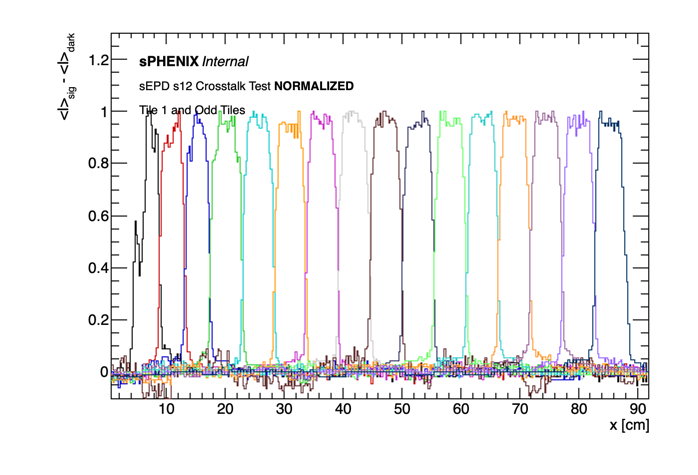 <I>sig - <I>dark
sPHENIX Internal
sEPD s12 Crosstalk Test NORMALIZED
Tile 1 and Odd Tiles
1.2
1
0.8
0.6
0.4
0.2
0
10 20 30 40 50 60 70 80 90
x [cm]